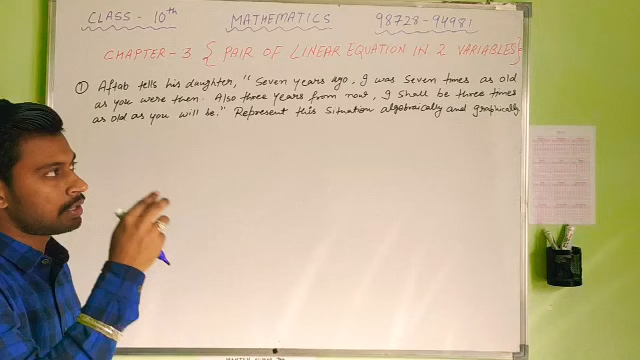 CLASS - 10th MATHEMATICS 98728-94981
CHAPTER-3 { PAIR OF LINEAR EQUATION IN 2 VARIABLES}
① Aftab tells his daughter, "Seven years ago, I was seven times as old
as you were then. Also three years from now, I shall be three times
as old as you will be." Represent this situation algebraically and graphically